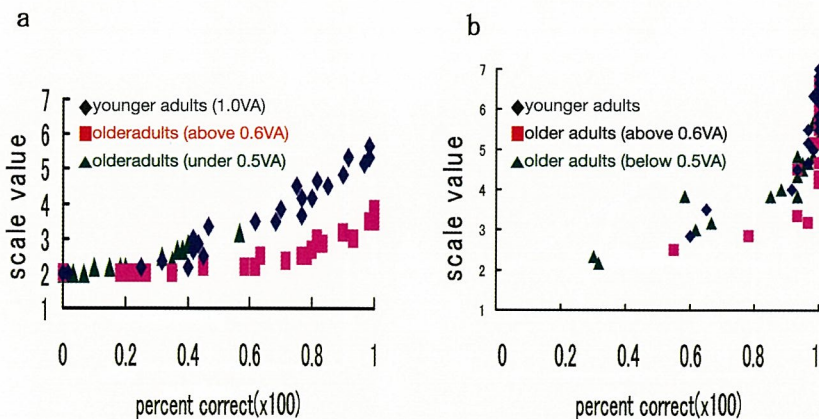 a
scale value
7
6
5
4
3
2
1
younger adults (1.0VA)
olderadults (above 0.6VA)
olderadults (under 0.5VA)
0 0.2 0.4 0.6 0.8 1
percent correct(x100)
b
scale value
7
6
5
4
3
2
1
younger adults
older adults (above 0.6VA)
older adults (below 0.5VA)
0 0.2 0.4 0.6 0.8 1
percent correct(x100)